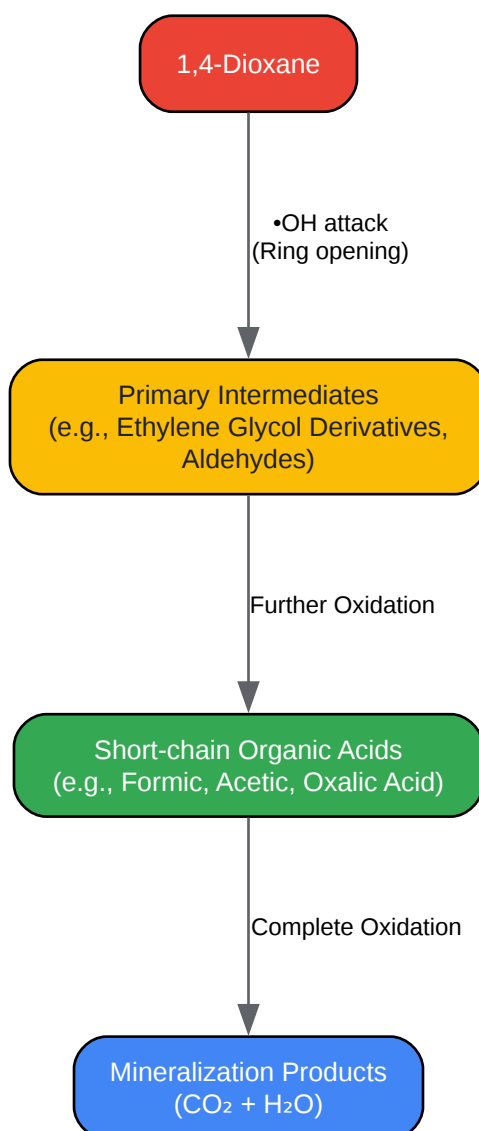 1,4-Dioxane
•OH attack
(Ring opening)
Primary Intermediates
(e.g., Ethylene Glycol Derivatives,
Aldehydes)
Further Oxidation
Short-chain Organic Acids
(e.g., Formic, Acetic, Oxalic Acid)
Complete Oxidation
Mineralization Products
(CO₂ + H₂O)